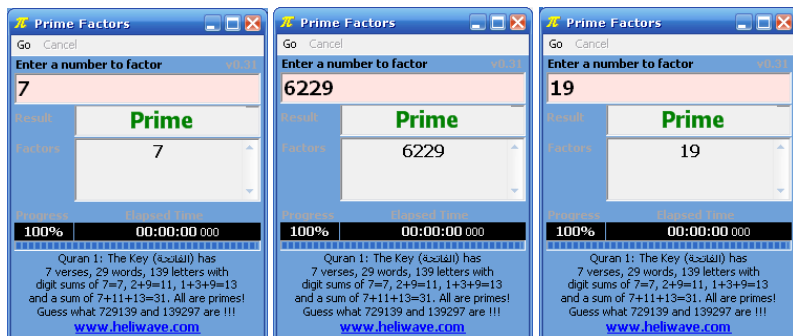 Prime Factors
Go Cancel
Enter a number to factor v0.31
7
Result Prime
Factors 7
Progress Elapsed Time
100% 00:00:00 000
Quran 1: The Key (الفاتحة) has
7 verses, 29 words, 139 letters with
digit sums of 7=7, 2+9=11, 1+3+9=13
and a sum of 7+11+13=31. All are primes!
Guess what 729139 and 139297 are !!!
www.heliwave.com
Prime Factors
Go Cancel
Enter a number to factor v0.31
6229
Result Prime
Factors 6229
Progress Elapsed Time
100% 00:00:00 000
Quran 1: The Key (الفاتحة) has
7 verses, 29 words, 139 letters with
digit sums of 7=7, 2+9=11, 1+3+9=13
and a sum of 7+11+13=31. All are primes!
Guess what 729139 and 139297 are !!!
www.heliwave.com
Prime Factors
Go Cancel
Enter a number to factor v0.31
19
Result Prime
Factors 19
Progress Elapsed Time
100% 00:00:00 000
Quran 1: The Key (الفاتحة) has
7 verses, 29 words, 139 letters with
digit sums of 7=7, 2+9=11, 1+3+9=13
and a sum of 7+11+13=31. All are primes!
Guess what 729139 and 139297 are !!!
www.heliwave.com